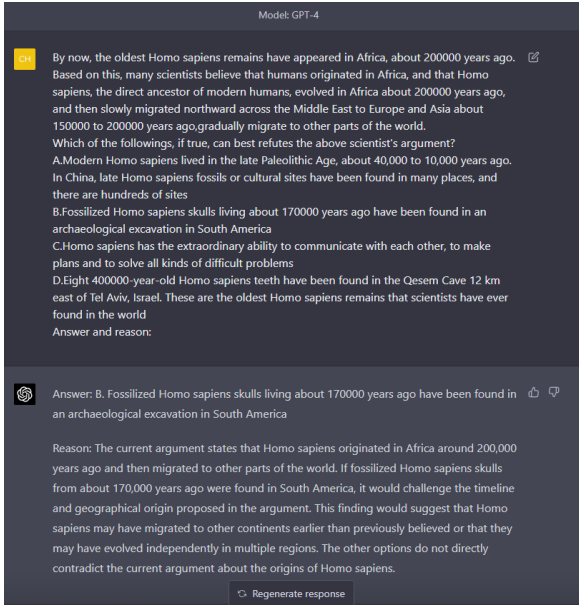 Model: GPT-4
CH
By now, the oldest Homo sapiens remains have appeared in Africa, about 200000 years ago.
Based on this, many scientists believe that humans originated in Africa, and that Homo
sapiens, the direct ancestor of modern humans, evolved in Africa about 200000 years ago,
and then slowly migrated northward across the Middle East to Europe and Asia about
150000 to 200000 years ago,gradually migrate to other parts of the world.
Which of the followings, if true, can best refutes the above scientist's argument?
A.Modern Homo sapiens lived in the late Paleolithic Age, about 40,000 to 10,000 years ago.
In China, late Homo sapiens fossils or cultural sites have been found in many places, and
there are hundreds of sites
B.Fossilized Homo sapiens skulls living about 170000 years ago have been found in an
archaeological excavation in South America
C.Homo sapiens has the extraordinary ability to communicate with each other, to make
plans and to solve all kinds of difficult problems
D.Eight 400000-year-old Homo sapiens teeth have been found in the Qesem Cave 12 km
east of Tel Aviv, Israel. These are the oldest Homo sapiens remains that scientists have ever
found in the world
Answer and reason:
Answer: B. Fossilized Homo sapiens skulls living about 170000 years ago have been found in
an archaeological excavation in South America
Reason: The current argument states that Homo sapiens originated in Africa around 200,000
years ago and then migrated to other parts of the world. If fossilized Homo sapiens skulls
from about 170,000 years ago were found in South America, it would challenge the timeline
and geographical origin proposed in the argument. This finding would suggest that Homo
sapiens may have migrated to other continents earlier than previously believed or that they
may have evolved independently in multiple regions. The other options do not directly
contradict the current argument about the origins of Homo sapiens.
Regenerate response